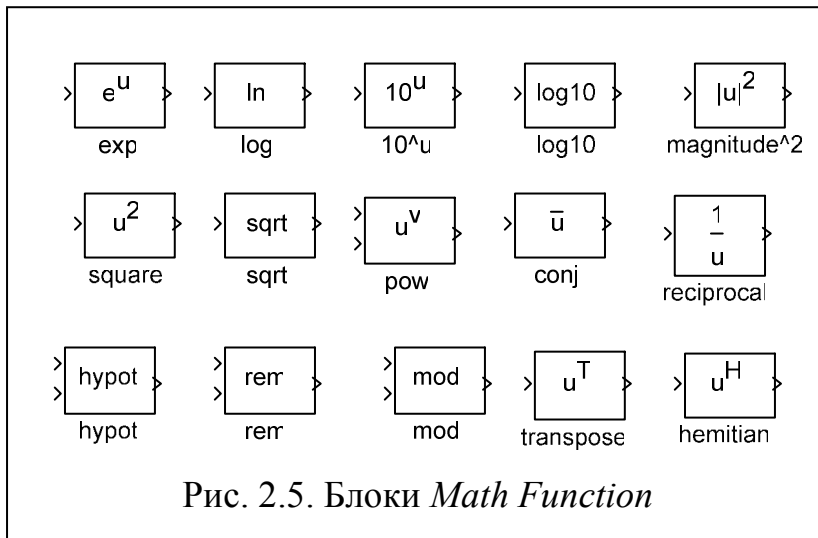 e^u ln 10^u log10 |u|^2
exp log 10^u log10 magnitude^2
u^2 sqrt u^v ū 1/u
square sqrt pow conj reciprocal
hypot rem mod u^T u^H
hypot rem mod transpose hemitian
Рис. 2.5. Блоки Math Function